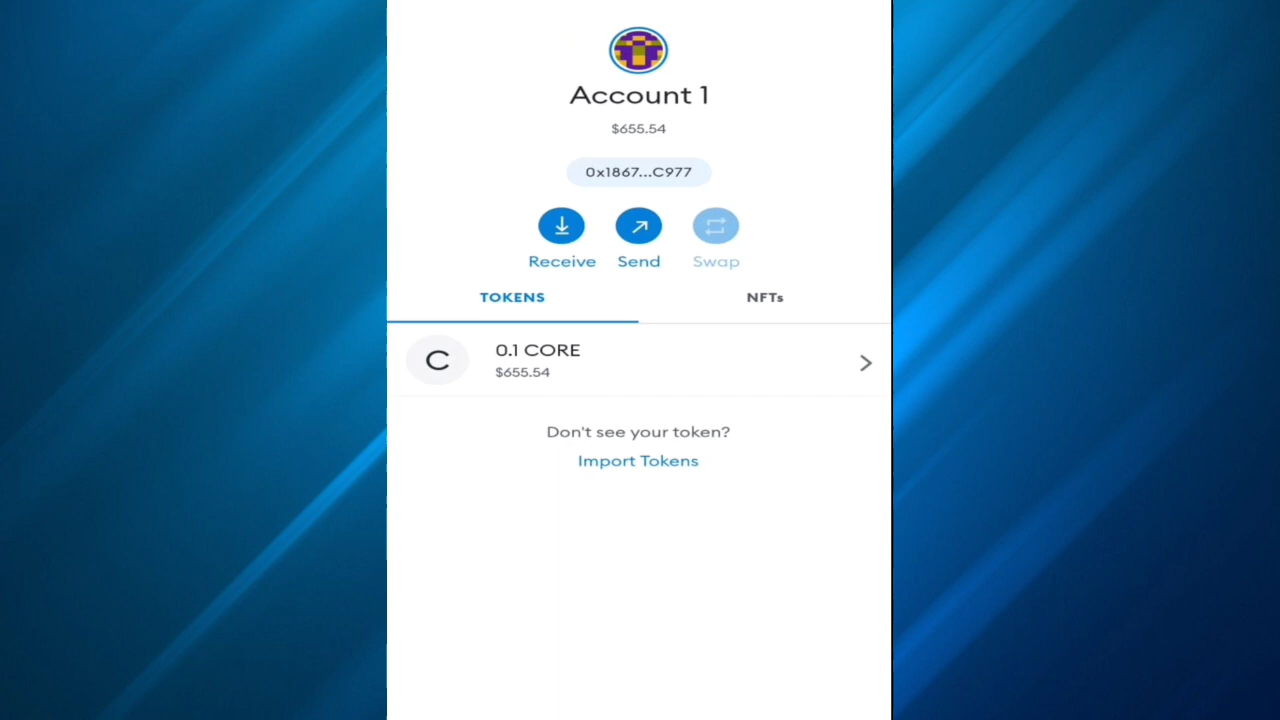 Account 1
$655.54
0x1867...C977
Receive Send Swap
TOKENS NFTs
C
0.1 CORE
$655.54
Don't see your token?
Import Tokens